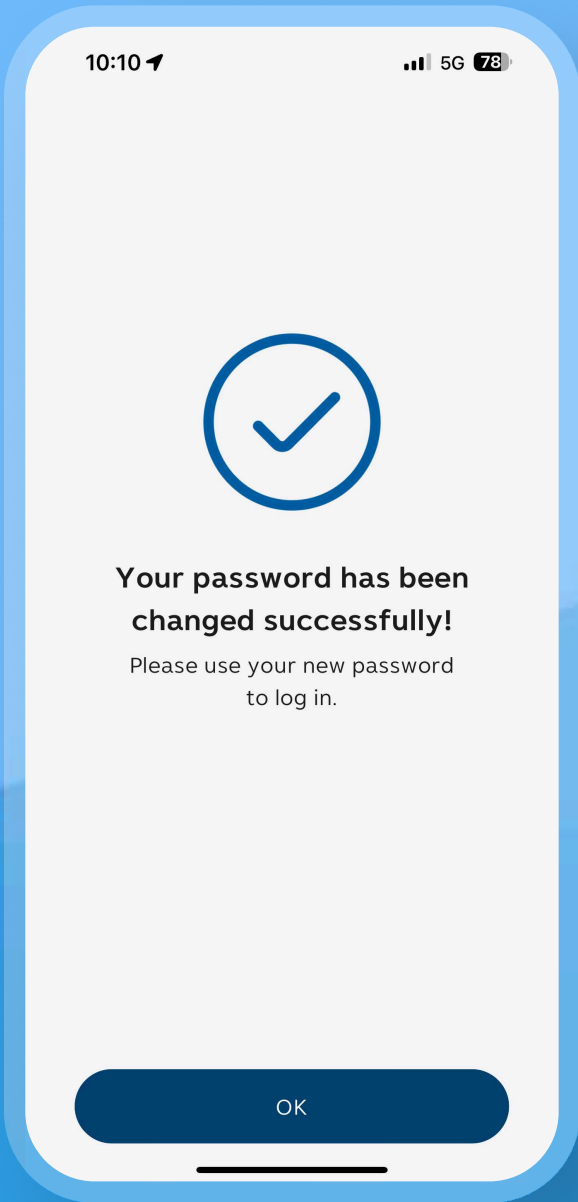 10:10 5G 78
Your password has been
changed successfully!
Please use your new password
to log in.
OK